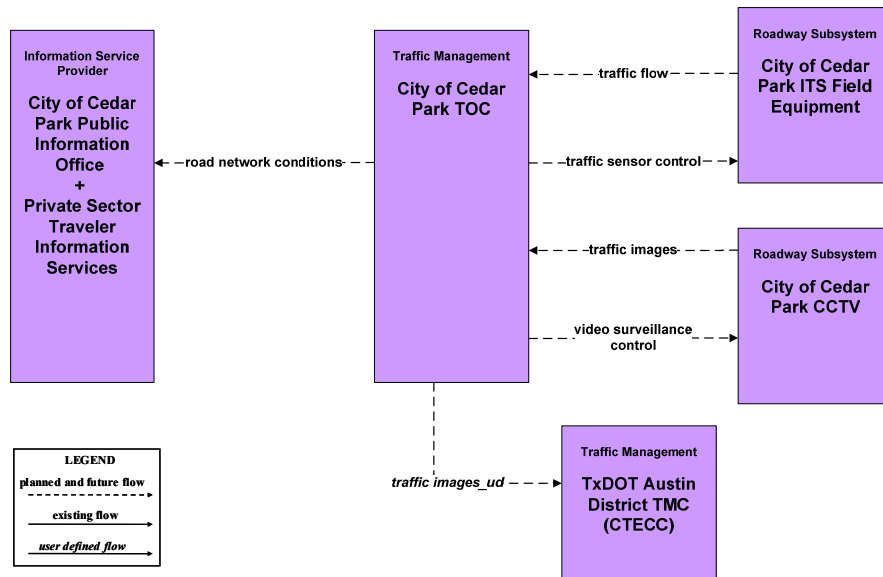 Information Service
Provider
City of Cedar
Park Public
Information
Office
+
Private Sector
Traveler
Information
Services
road network conditions
Traffic Management
City of Cedar
Park TOC
traffic flow
traffic sensor control
traffic images
video surveillance
control
Roadway Subsystem
City of Cedar
Park ITS Field
Equipment
Roadway Subsystem
City of Cedar
Park CCTV
traffic images_ud
Traffic Management
TxDOT Austin
District TMC
(CTECC)
LEGEND
planned and future flow
existing flow
user defined flow